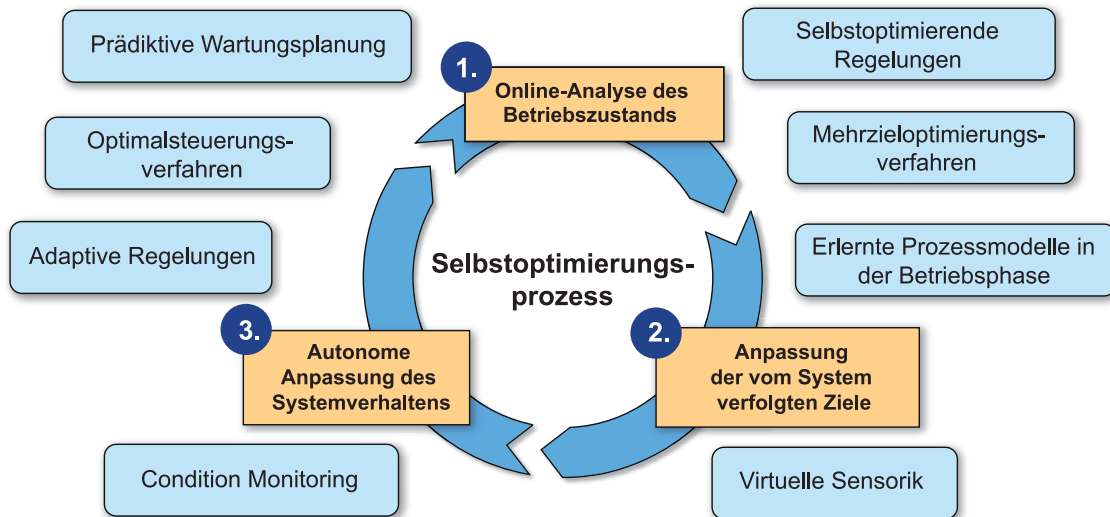 Prädiktive Wartungsplanung
Optimalsteuerungs-
verfahren
Adaptive Regelungen
1.
Online-Analyse des
Betriebszustands
Selbstoptimierende
Regelungen
Mehrzieloptimierungs-
verfahren
Erlernte Prozessmodelle in
der Betriebsphase
Selbstoptimierungs-
prozess
3.
Autonome
Anpassung des
Systemverhaltens
2.
Anpassung
der vom System
verfolgten Ziele
Condition Monitoring
Virtuelle Sensorik